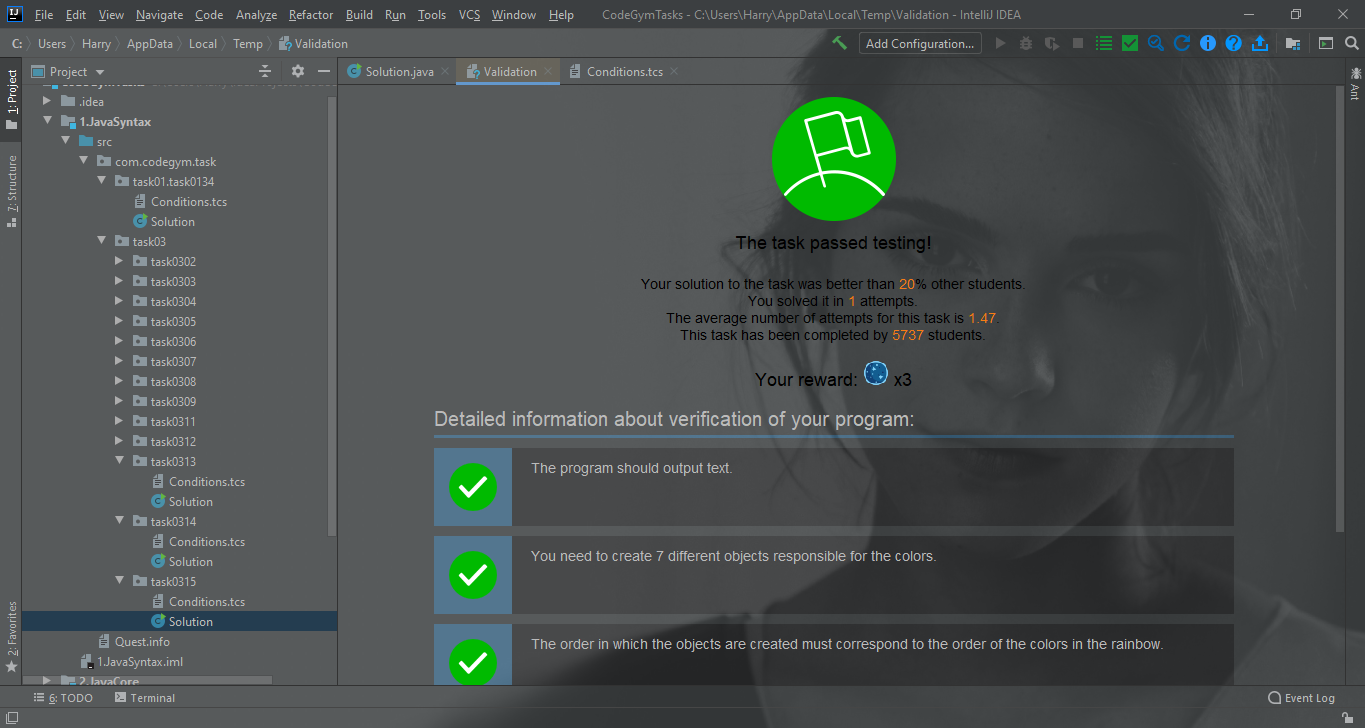 File Edit View Navigate Code Analyze Refactor Build Run Tools VCS Window Help CodeGymTasks - C:\Users\Harry\AppData\Local\Temp\Validation - IntelliJ IDEA
C: Users Harry AppData Local Temp Validation Add Configuration...
Project
Solution.java Validation Conditions.tcs
1: Project
7: Structure
2: Favorites
Ant
.idea
1.JavaSyntax
src
com.codegym.task
task01.task0134
Conditions.tcs
Solution
task03
task0302
task0303
task0304
task0305
task0306
task0307
task0308
task0309
task0311
task0312
task0313
Conditions.tcs
Solution
task0314
Conditions.tcs
Solution
task0315
Conditions.tcs
Solution
Quest.info
1.JavaSyntax.iml
2.JavaCore
The task passed testing!
Your solution to the task was better than 20% other students.
You solved it in 1 attempts.
The average number of attempts for this task is 1.47.
This task has been completed by 5737 students.
Your reward: x3
Detailed information about verification of your program:
The program should output text.
You need to create 7 different objects responsible for the colors.
The order in which the objects are created must correspond to the order of the colors in the rainbow.
6: TODO Terminal Event Log